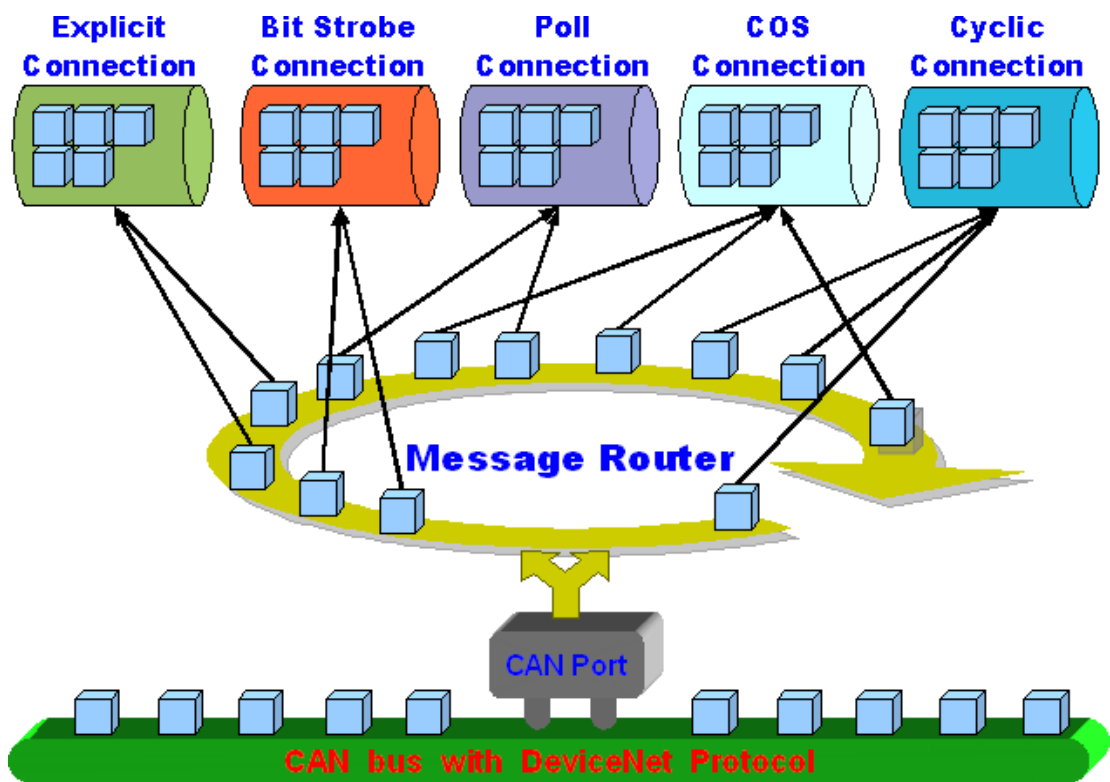 Explicit
Connection
Bit Strobe
Connection
Poll
Connection
COS
Connection
Cyclic
Connection
Message Router
CAN Port
CAN bus with DeviceNet Protocol